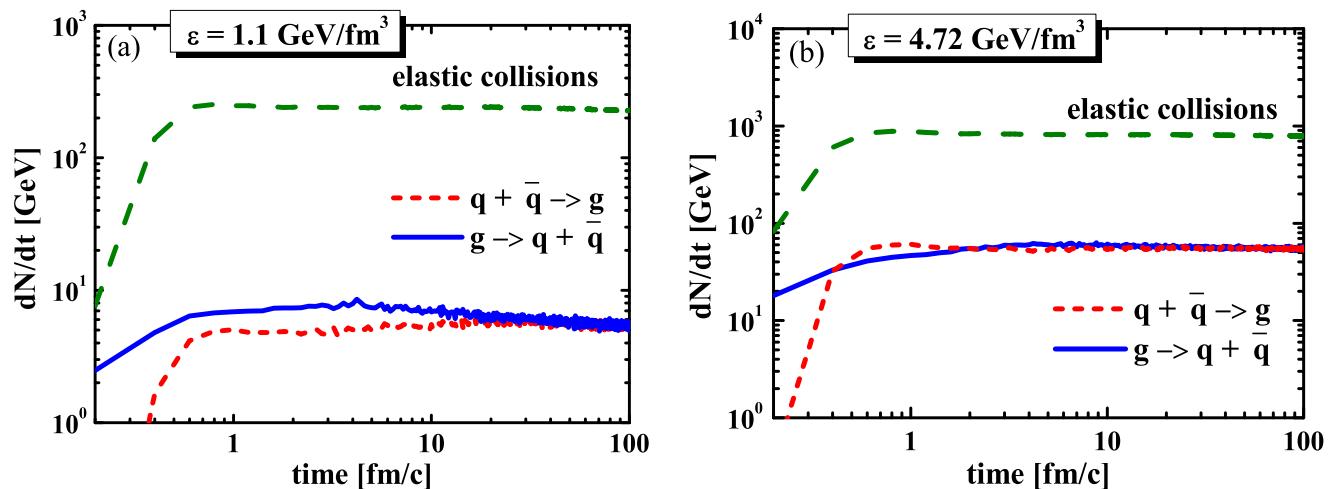 (a)
ε = 1.1 GeV/fm³
elastic collisions
q + q̅ –> g
g –> q + q̅
dN/dt [GeV]
10³
10²
10¹
10⁰
1
10
100
time [fm/c]
(b)
ε = 4.72 GeV/fm³
elastic collisions
q + q̅ –> g
g –> q + q̅
dN/dt [GeV]
10⁴
10³
10²
10¹
10⁰
1
10
100
time [fm/c]